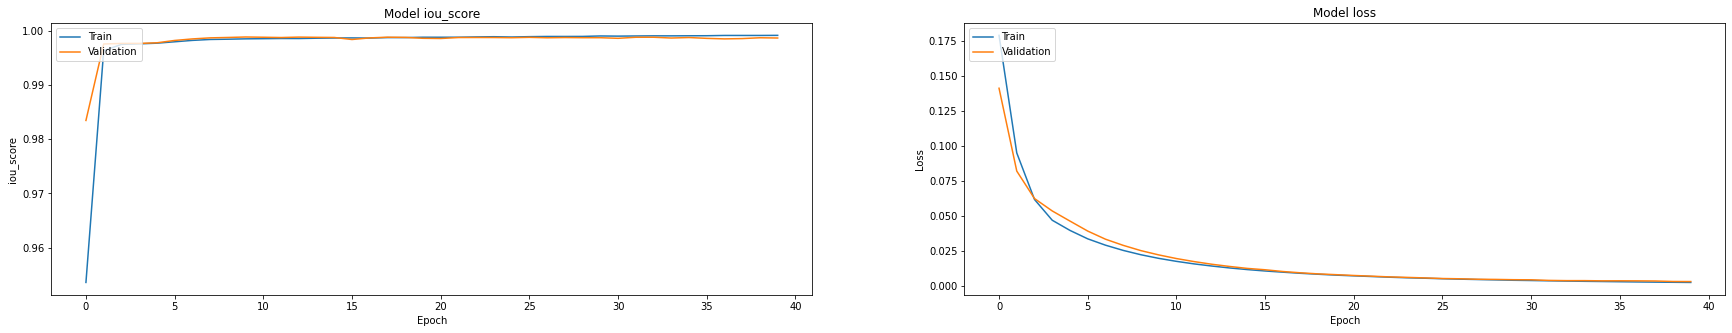 Model iou_score
Train
Validation
iou_score
1.00
0.99
0.98
0.97
0.96
0 5 10 15 20 25 30 35 40
Epoch
Model loss
Train
Validation
Loss
0.175
0.150
0.125
0.100
0.075
0.050
0.025
0.000
0 5 10 15 20 25 30 35 40
Epoch